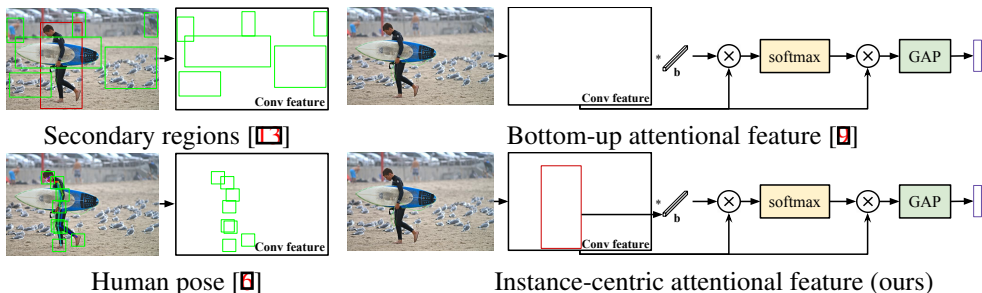 Conv feature
Secondary regions [13]
* b softmax GAP
Conv feature
Bottom-up attentional feature [9]
Conv feature
Human pose [6]
* b softmax GAP
Conv feature
Instance-centric attentional feature (ours)